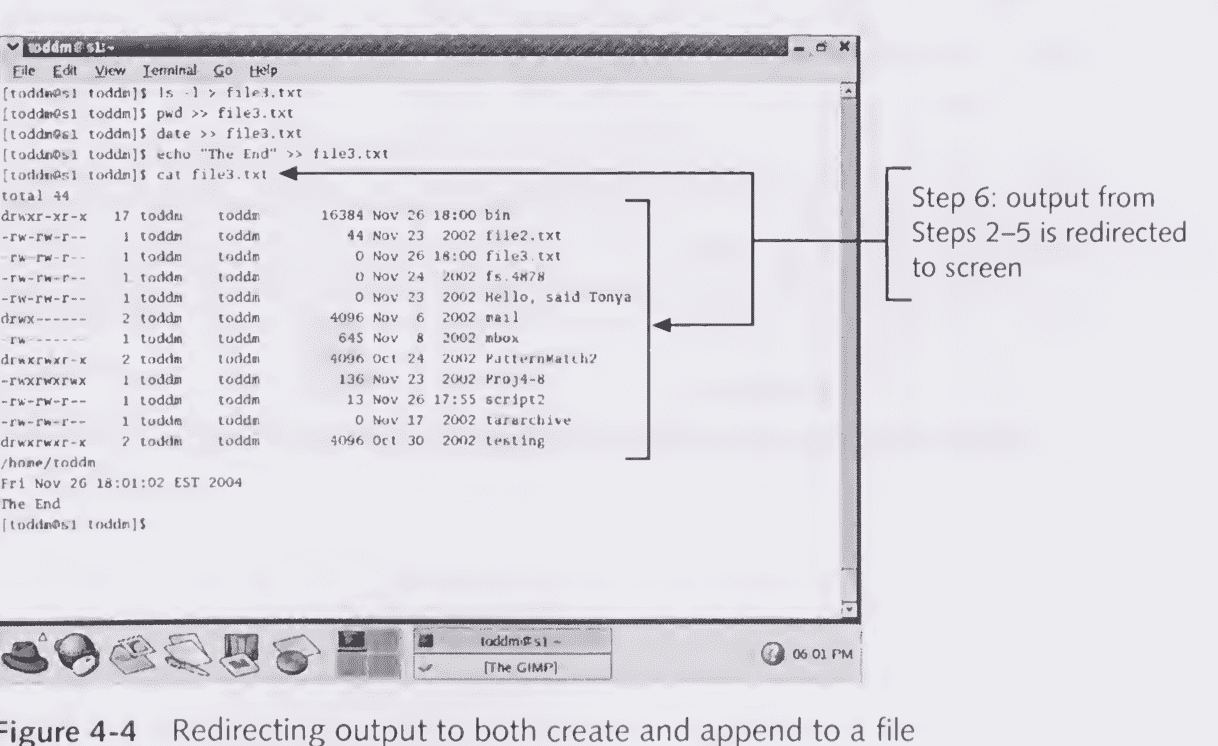 toddm@s1:~
File Edit View Terminal Go Help
[toddm@s1 toddm]$ ls -l > file3.txt
[toddm@s1 toddm]$ pwd >> file3.txt
[toddm@s1 toddm]$ date >> file3.txt
[toddm@s1 toddm]$ echo "The End" >> file3.txt
[toddm@s1 toddm]$ cat file3.txt
total 44
drwxr-xr-x 17 toddm toddm 16384 Nov 26 18:00 bin
-rw-rw-r-- 1 toddm toddm 44 Nov 23 2002 file2.txt
-rw-rw-r-- 1 toddm toddm 0 Nov 26 18:00 file3.txt
-rw-rw-r-- 1 toddm toddm 0 Nov 24 2002 fs.4878
-rw-rw-r-- 1 toddm toddm 0 Nov 23 2002 Hello, said Tonya
drwx------ 2 toddm toddm 4096 Nov 6 2002 mail
-rw------- 1 toddm toddm 645 Nov 8 2002 mbox
drwxrwxr-x 2 toddm toddm 4096 Oct 24 2002 PatternMatch2
-rwxrwxrwx 1 toddm toddm 136 Nov 23 2002 Proj4-8
-rw-rw-r-- 1 toddm toddm 13 Nov 26 17:55 script2
-rw-rw-r-- 1 toddm toddm 0 Nov 17 2002 tararchive
drwxrwxr-x 2 toddm toddm 4096 Oct 30 2002 testing
/home/toddm
Fri Nov 26 18:01:02 EST 2004
The End
[toddm@s1 toddm]$
Step 6: output from
Steps 2–5 is redirected
to screen
toddm@s1:~
[The GIMP]
06:01 PM
Figure 4-4 Redirecting output to both create and append to a file